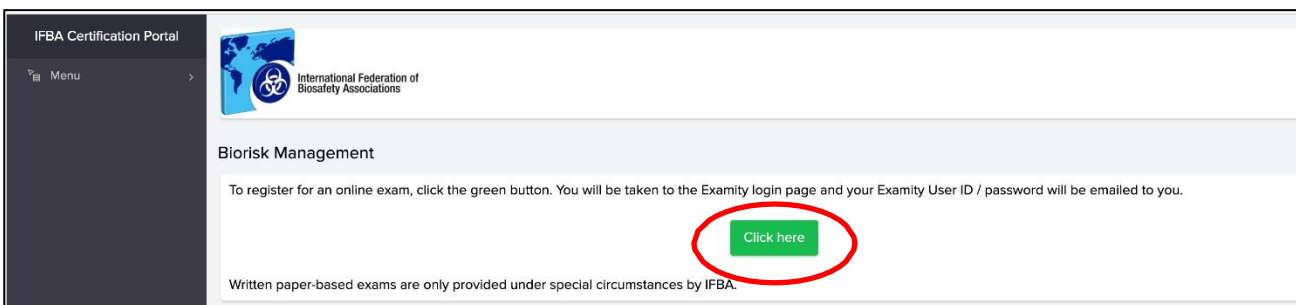 IFBA Certification Portal
Menu
International Federation of
Biosafety Associations
Biorisk Management
To register for an online exam, click the green button. You will be taken to the Examity login page and your Examity User ID / password will be emailed to you.
Click here
Written paper-based exams are only provided under special circumstances by IFBA.